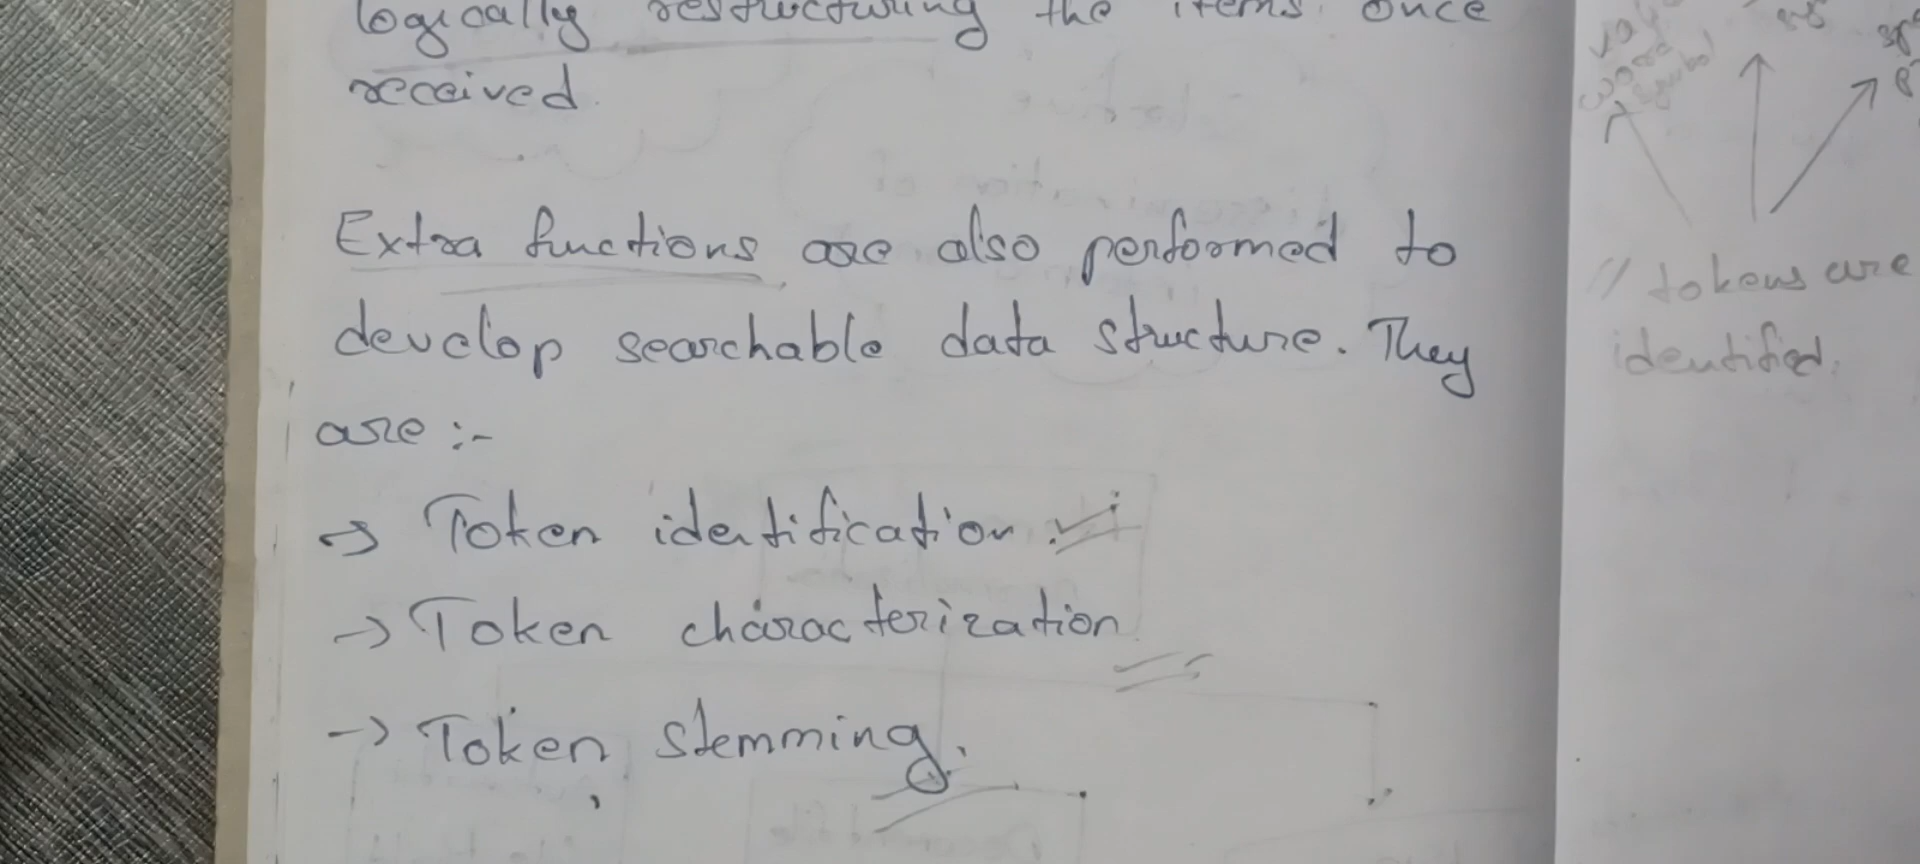 logically restructuring the items once
received.
Extra functions are also performed to
develop searchable data structure. They
are :-
→ Token identification.
→ Token characterization
→ Token stemming.
// tokens are
identified.